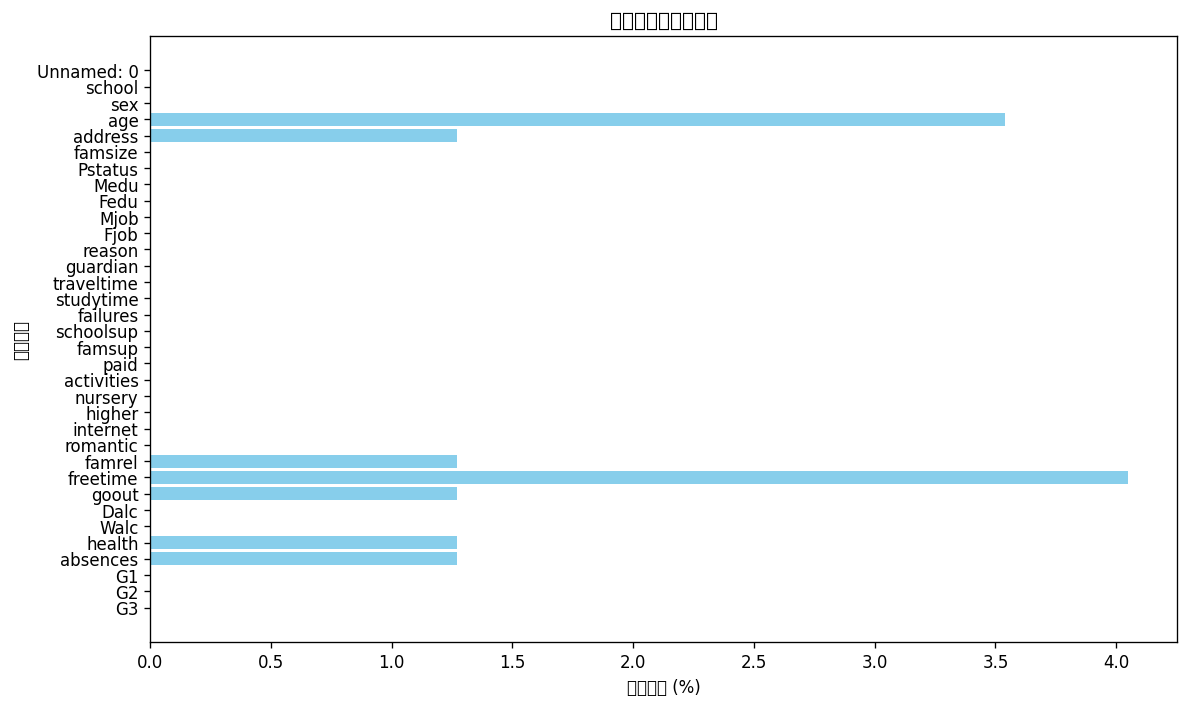 Unnamed: 0
school
sex
age
address
famsize
Pstatus
Medu
Fedu
Mjob
Fjob
reason
guardian
traveltime
studytime
failures
schoolsup
famsup
paid
activities
nursery
higher
internet
romantic
famrel
freetime
goout
Dalc
Walc
health
absences
G1
G2
G3
0.0 0.5 1.0 1.5 2.0 2.5 3.0 3.5 4.0
(%)